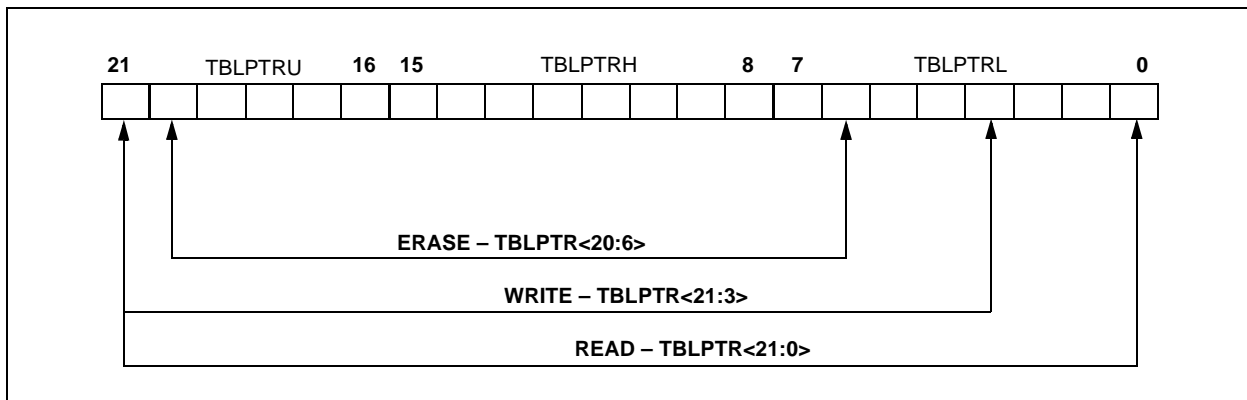 21 TBLPTRU 16 15 TBLPTRH 8 7 TBLPTRL 0
ERASE – TBLPTR<20:6>
WRITE – TBLPTR<21:3>
READ – TBLPTR<21:0>